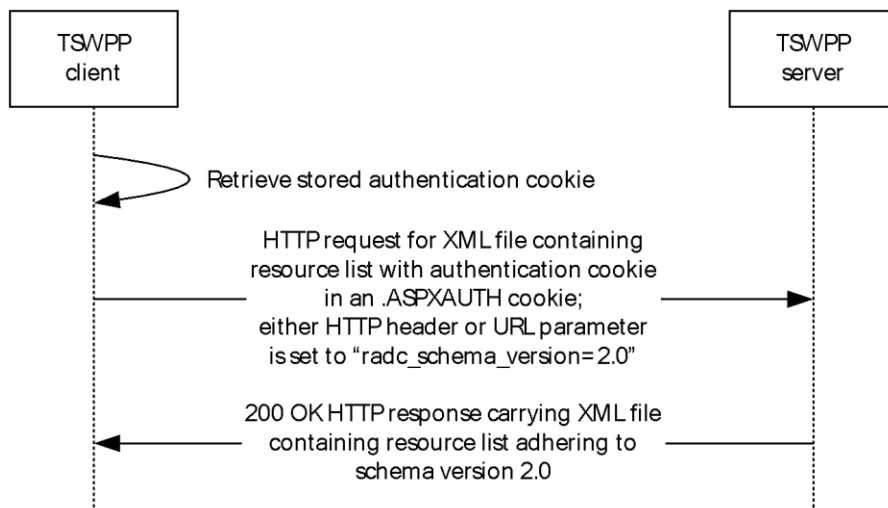 TSWPP
client
TSWPP
server
Retrieve stored authentication cookie
HTTP request for XML file containing
resource list with authentication cookie
in an .ASPXAUTH cookie;
either HTTP header or URL parameter
is set to “radc_schema_version=2.0”
200 OK HTTP response carrying XML file
containing resource list adhering to
schema version 2.0